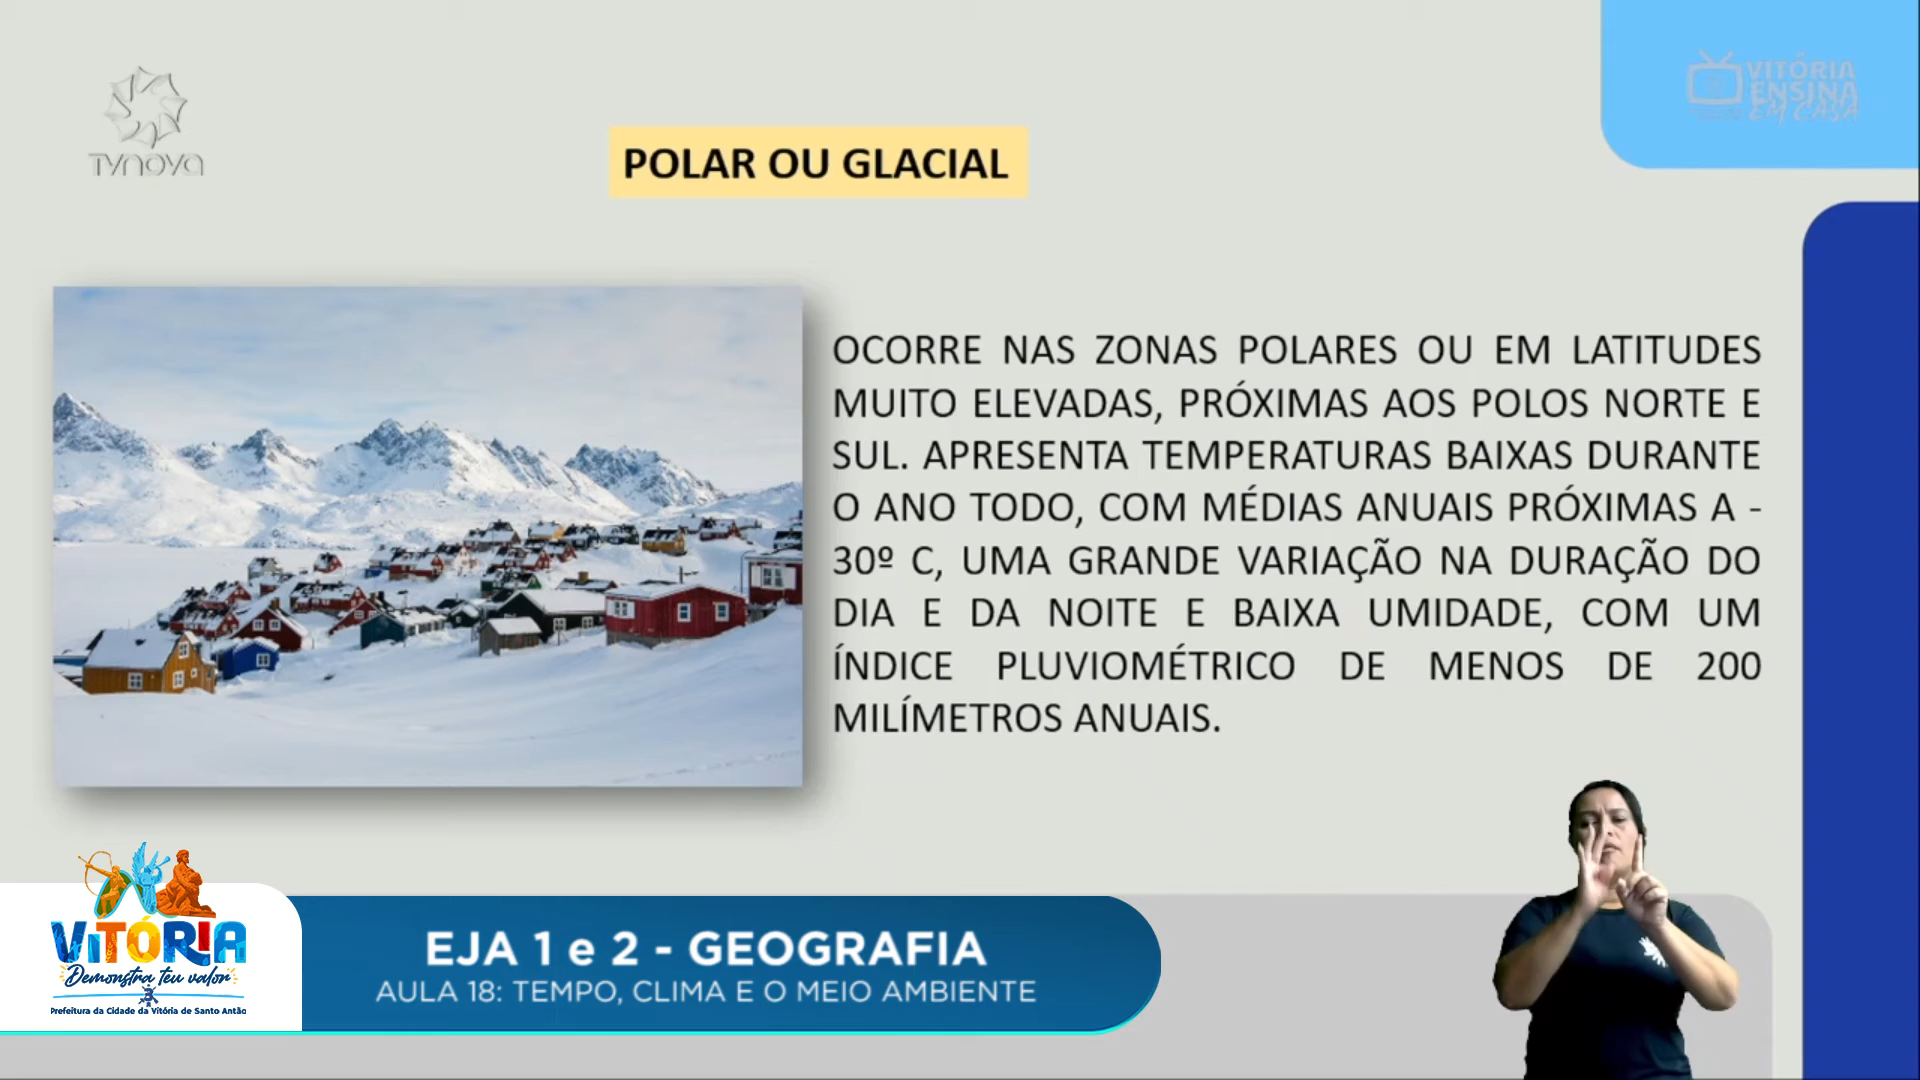 TVNOVA
VITÓRIA
ENSINA
EM CASA
POLAR OU GLACIAL
OCORRE NAS ZONAS POLARES OU EM LATITUDES
MUITO ELEVADAS, PRÓXIMAS AOS POLOS NORTE E
SUL. APRESENTA TEMPERATURAS BAIXAS DURANTE
O ANO TODO, COM MÉDIAS ANUAIS PRÓXIMAS A -
30º C, UMA GRANDE VARIAÇÃO NA DURAÇÃO DO
DIA E DA NOITE E BAIXA UMIDADE, COM UM
ÍNDICE PLUVIOMÉTRICO DE MENOS DE 200
MILÍMETROS ANUAIS.
VITÓRIA
Demonstra teu valor
Prefeitura da Cidade da Vitória de Santo Antão
EJA 1 e 2 - GEOGRAFIA
AULA 18: TEMPO, CLIMA E O MEIO AMBIENTE